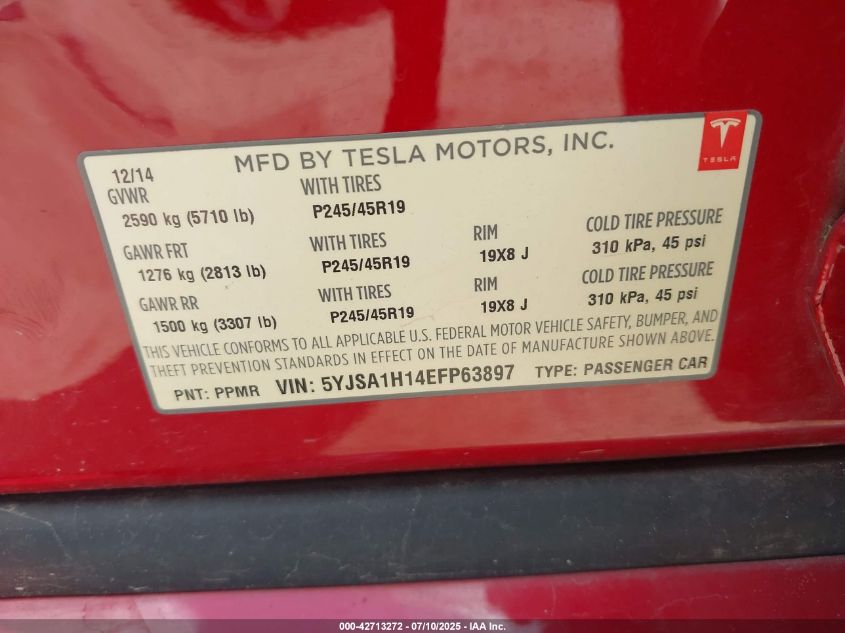 MFD BY TESLA MOTORS, INC.
TESLA
12/14
GVWR WITH TIRES
2590 kg (5710 lb) P245/45R19
GAWR FRT WITH TIRES RIM COLD TIRE PRESSURE
1276 kg (2813 lb) P245/45R19 19X8 J 310 kPa, 45 psi
GAWR RR WITH TIRES RIM COLD TIRE PRESSURE
1500 kg (3307 lb) P245/45R19 19X8 J 310 kPa, 45 psi
THIS VEHICLE CONFORMS TO ALL APPLICABLE U.S. FEDERAL MOTOR VEHICLE SAFETY, BUMPER, AND
THEFT PREVENTION STANDARDS IN EFFECT ON THE DATE OF MANUFACTURE SHOWN ABOVE.
PNT: PPMR VIN: 5YJSA1H14EFP63897 TYPE: PASSENGER CAR
000-42713272 - 07/10/2025 - IAA Inc.